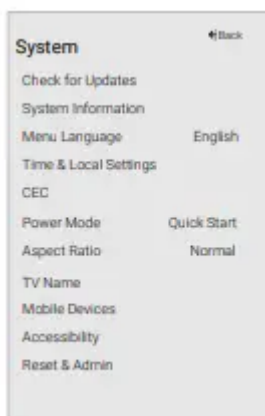 Back
System
Check for Updates
System Information
Menu Language English
Time & Local Settings
CEC
Power Mode Quick Start
Aspect Ratio Normal
TV Name
Mobile Devices
Accessibility
Reset & Admin